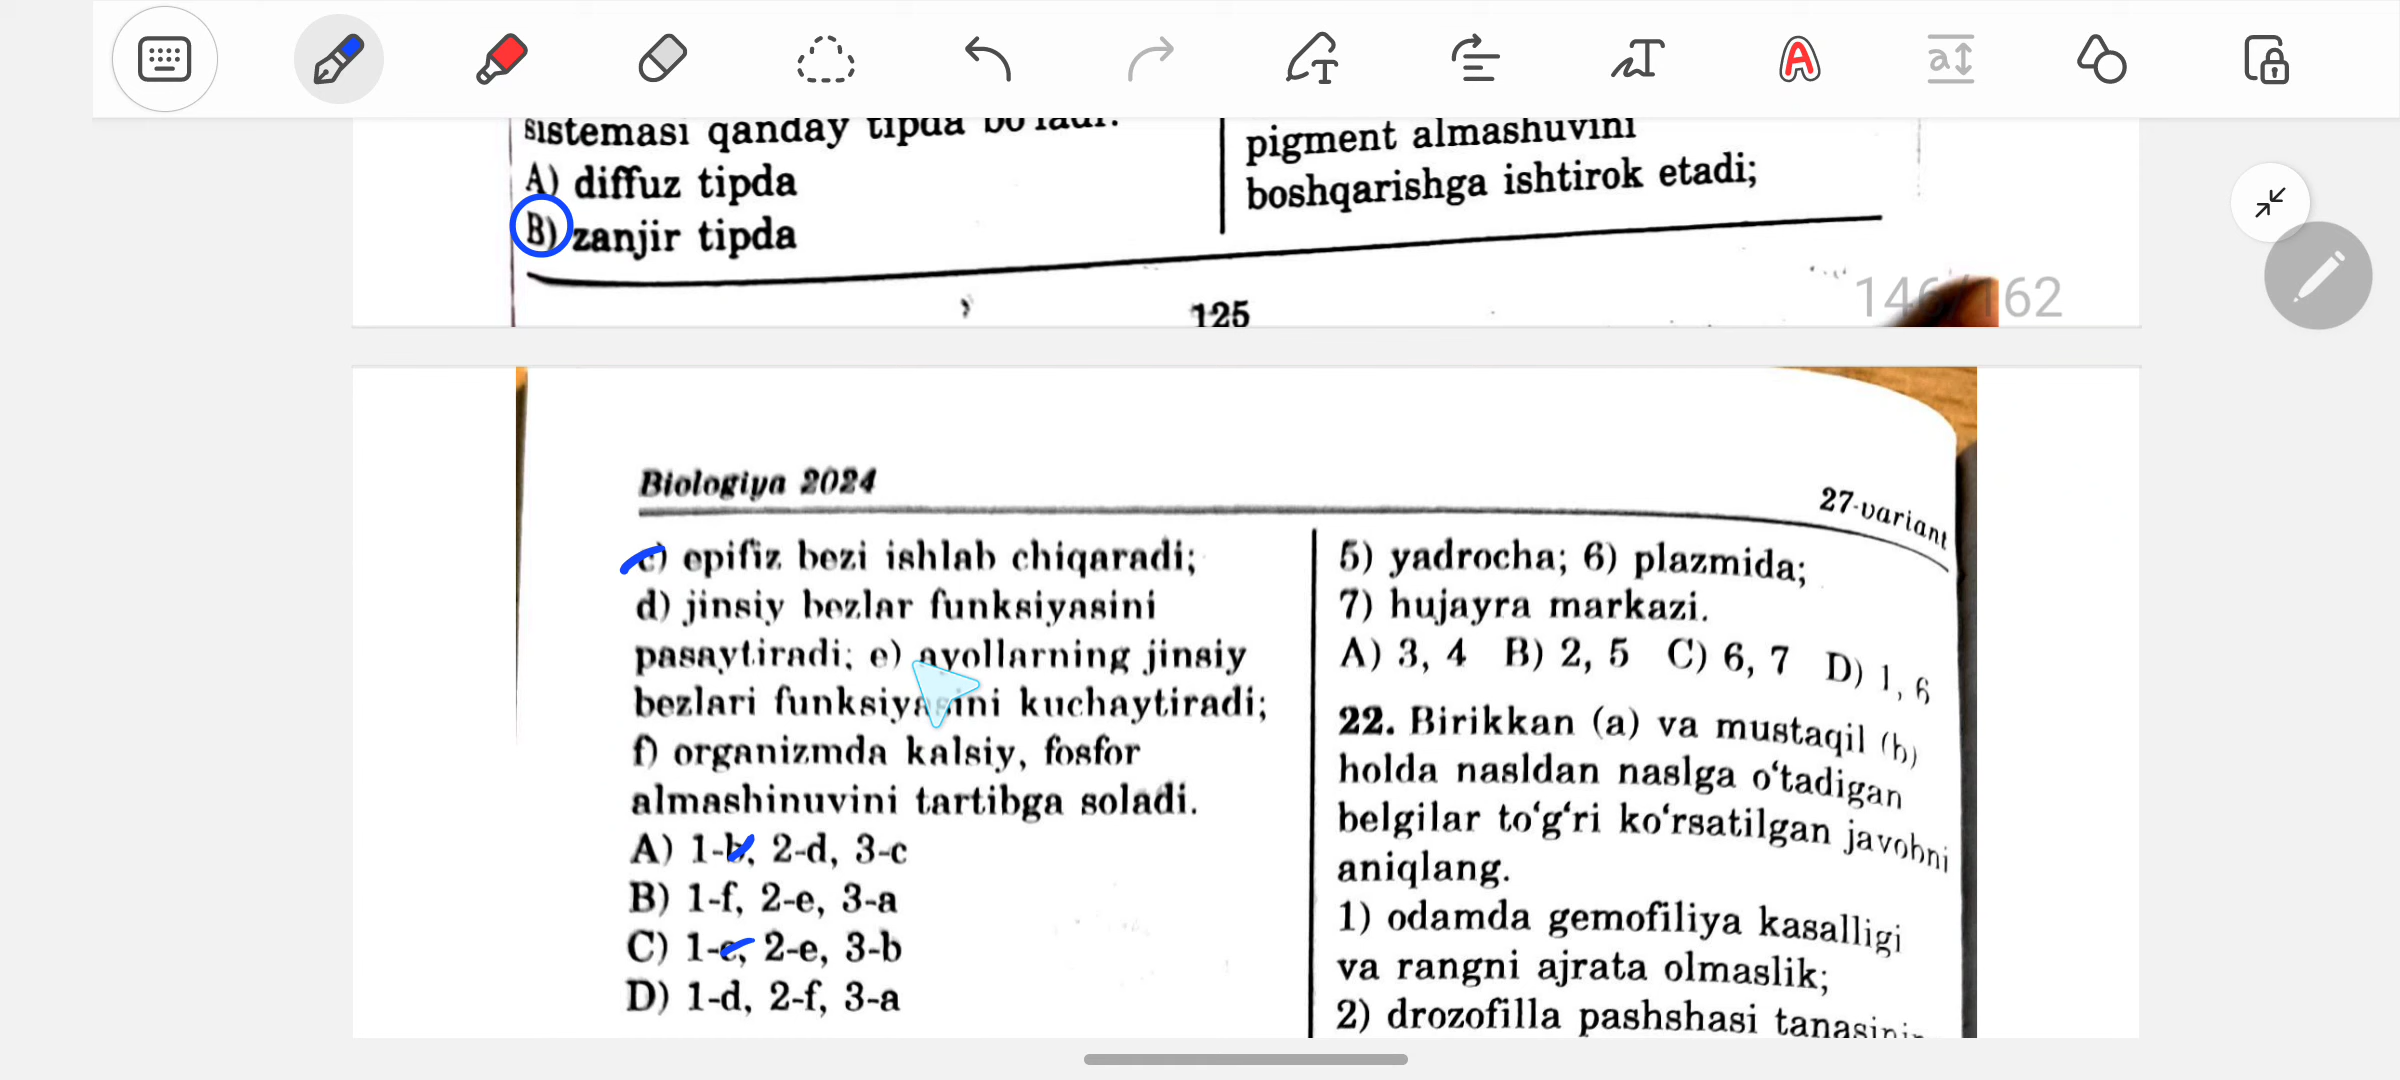 sistemasi qanday tipda bo'ladi.
A) diffuz tipda
B) zanjir tipda
pigment almashuvini
boshqarishga ishtirok etadi;
125
62
Biologiya 2024
27-variant
c) epifiz bezi ishlab chiqaradi;
d) jinsiy bezlar funksiyasini
pasaytiradi; e) ayollarning jinsiy
bezlari funksiyasini kuchaytiradi;
f) organizmda kalsiy, fosfor
almashinuvini tartibga soladi.
A) 1-b, 2-d, 3-c
B) 1-f, 2-e, 3-a
C) 1-c, 2-e, 3-b
D) 1-d, 2-f, 3-a
5) yadrocha; 6) plazmida;
7) hujayra markazi.
A) 3, 4 B) 2, 5 C) 6, 7 D) 1, 6
22. Birikkan (a) va mustaqil (b)
holda nasldan naslga o‘tadigan
belgilar to‘g‘ri ko‘rsatilgan javobni
aniqlang.
1) odamda gemofiliya kasalligi
va rangni ajrata olmaslik;
2) drozofilla pashshasi